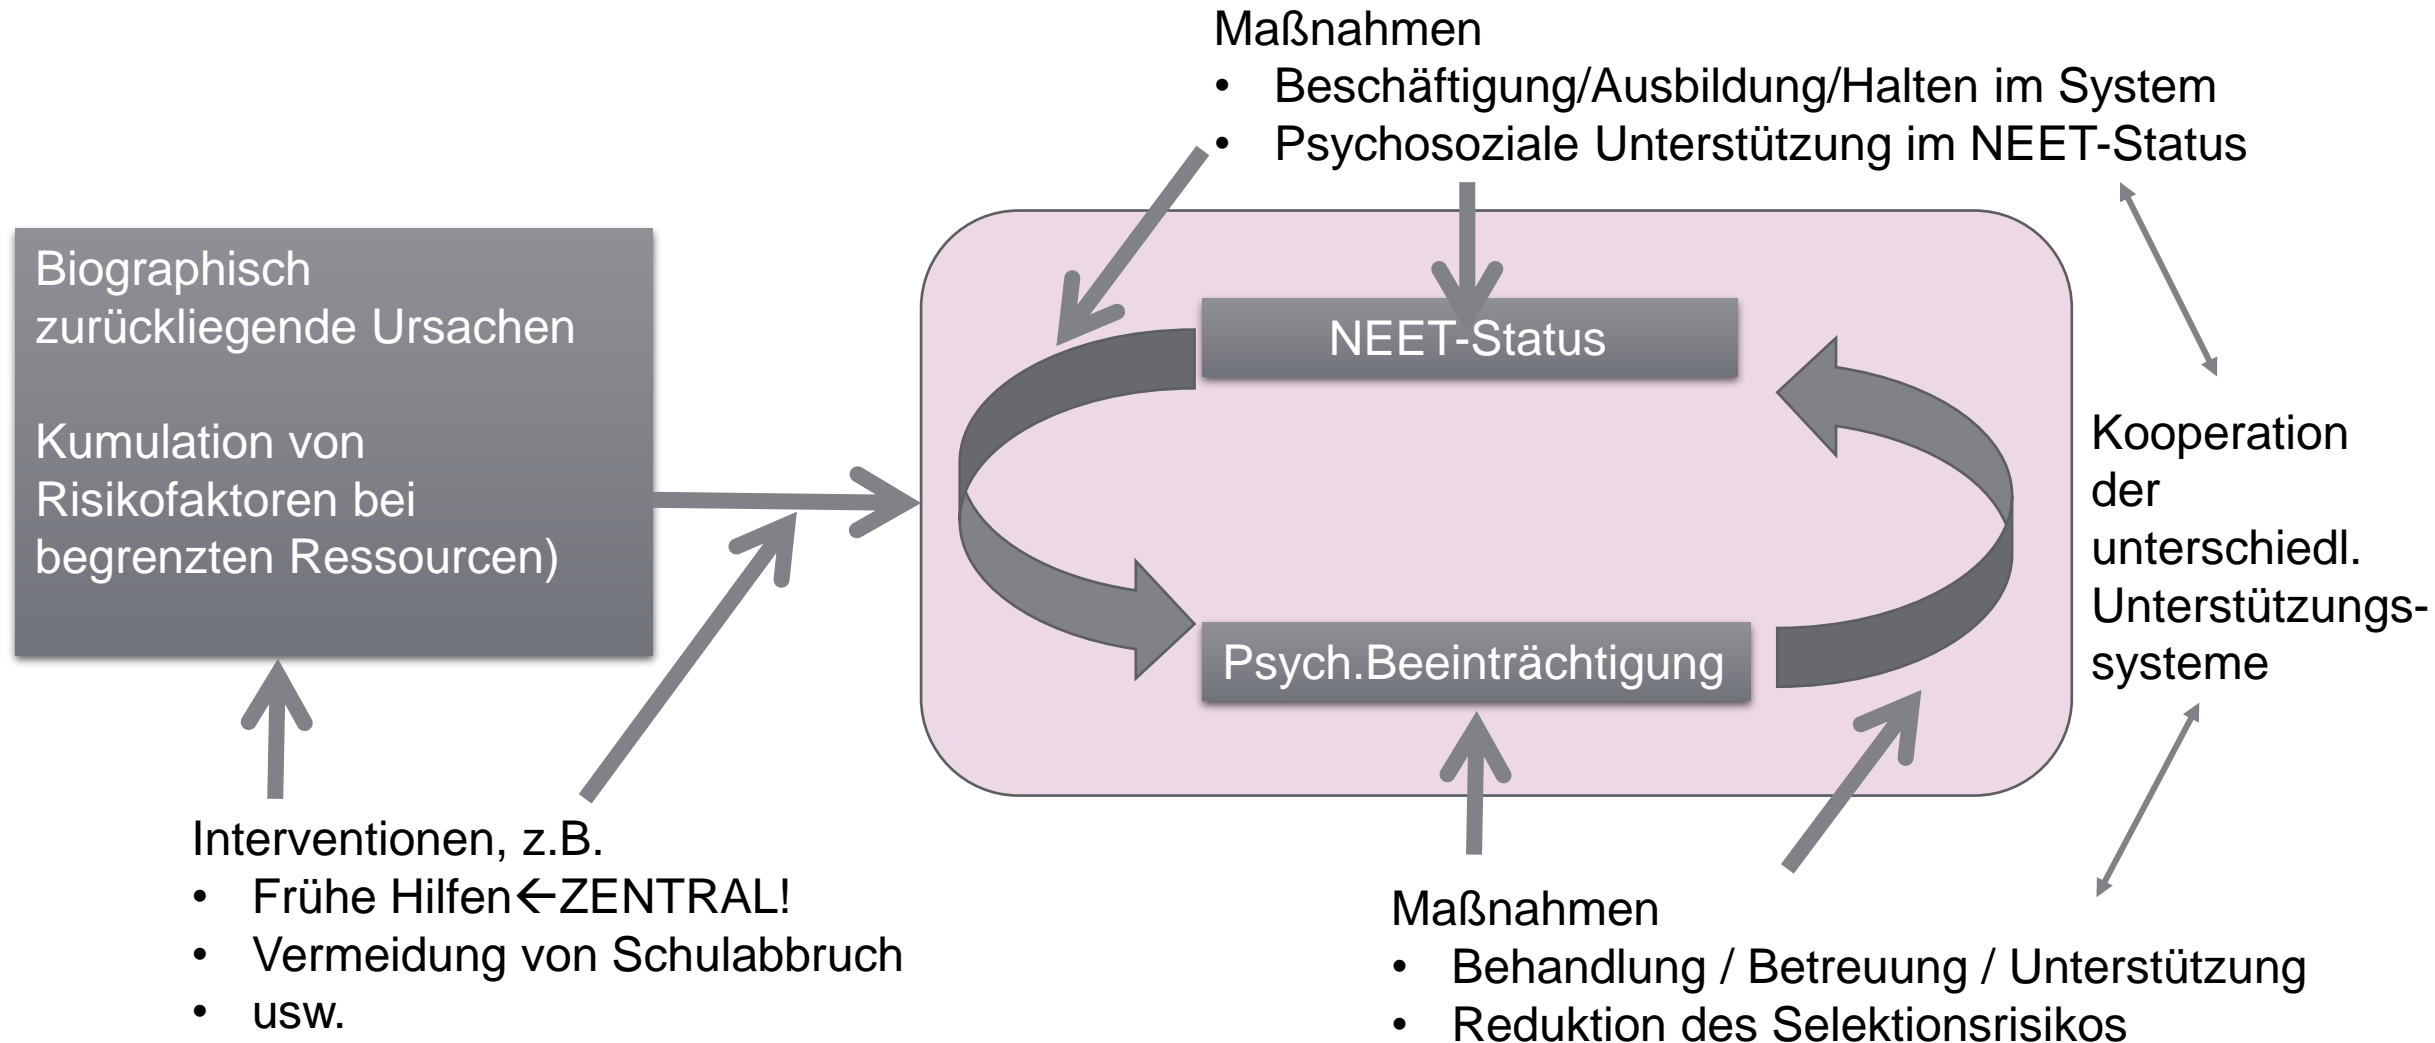 Maßnahmen
• Beschäftigung/Ausbildung/Halten im System
• Psychosoziale Unterstützung im NEET-Status
Biographisch
zurückliegende Ursachen
Kumulation von
Risikofaktoren bei
begrenzten Ressourcen)
NEET-Status
Psych.Beeinträchtigung
Kooperation
der
unterschiedl.
Unterstützungs-
systeme
Interventionen, z.B.
• Frühe Hilfen←ZENTRAL!
• Vermeidung von Schulabbruch
• usw.
Maßnahmen
• Behandlung / Betreuung / Unterstützung
• Reduktion des Selektionsrisikos